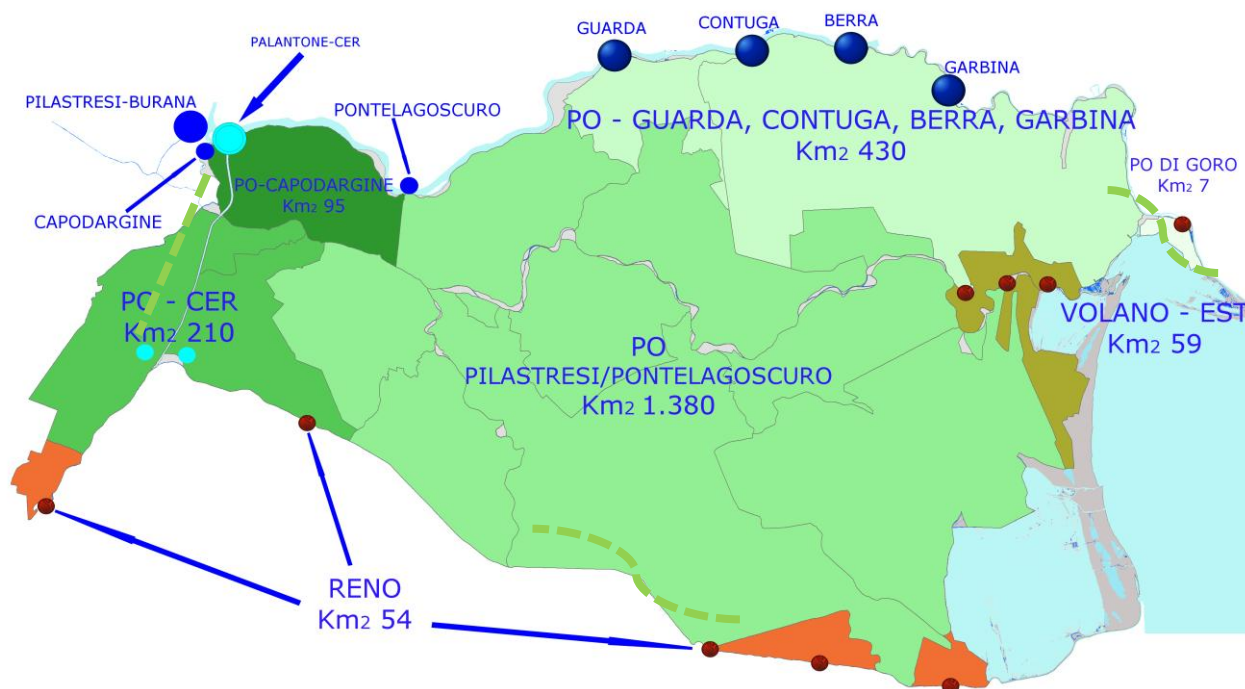 GUARDA
CONTUGA
BERRA
PALANTONE-CER
GARBINA
PILASTRESI-BURANA
PONTELAGOSCURO
PO - GUARDA, CONTUGA, BERRA, GARBINA
Km2 430
PO DI GORO
Km2 7
PO-CAPODARGINE
Km2 95
CAPODARGINE
PO - CER
Km2 210
VOLANO - EST
Km2 59
PO
PILASTRESI/PONTELAGOSCURO
Km2 1.380
RENO
Km2 54